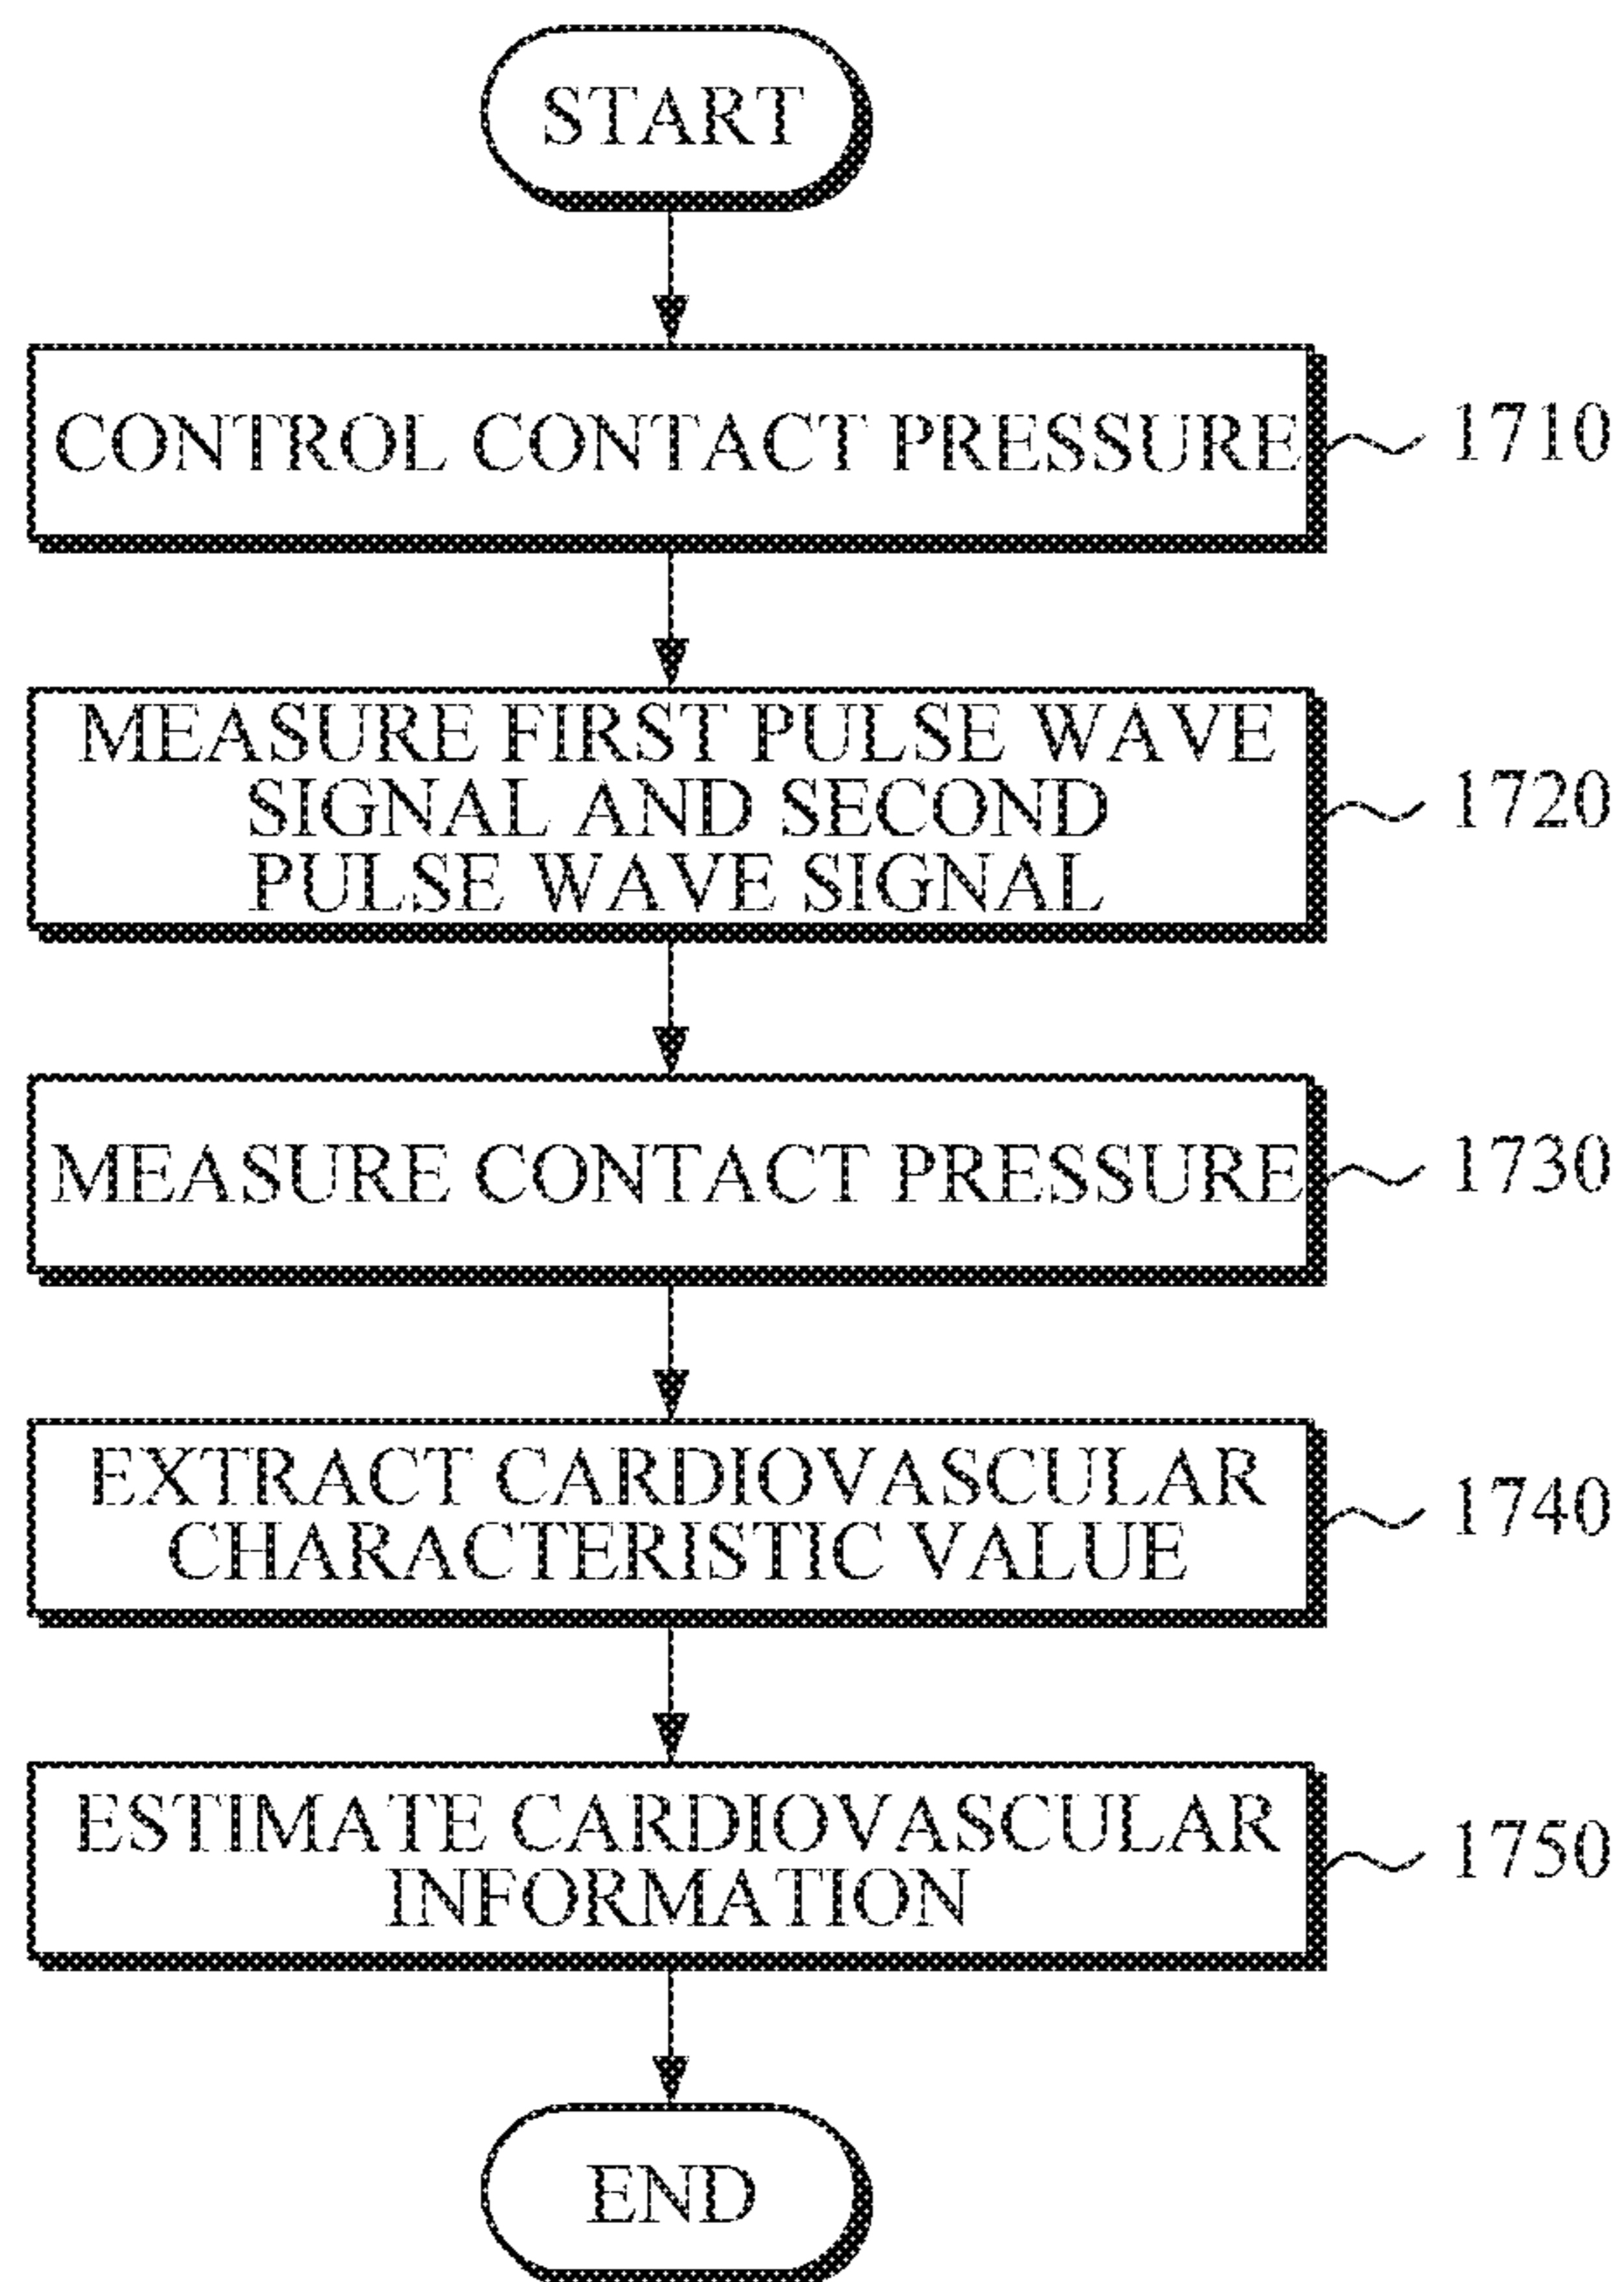 START
CONTROL CONTACT PRESSURE
1710
MEASURE FIRST PULSE WAVE
SIGNAL AND SECOND
PULSE WAVE SIGNAL
1720
MEASURE CONTACT PRESSURE
1730
EXTRACT CARDIOVASCULAR
CHARACTERISTIC VALUE
1740
ESTIMATE CARDIOVASCULAR
INFORMATION
1750
END